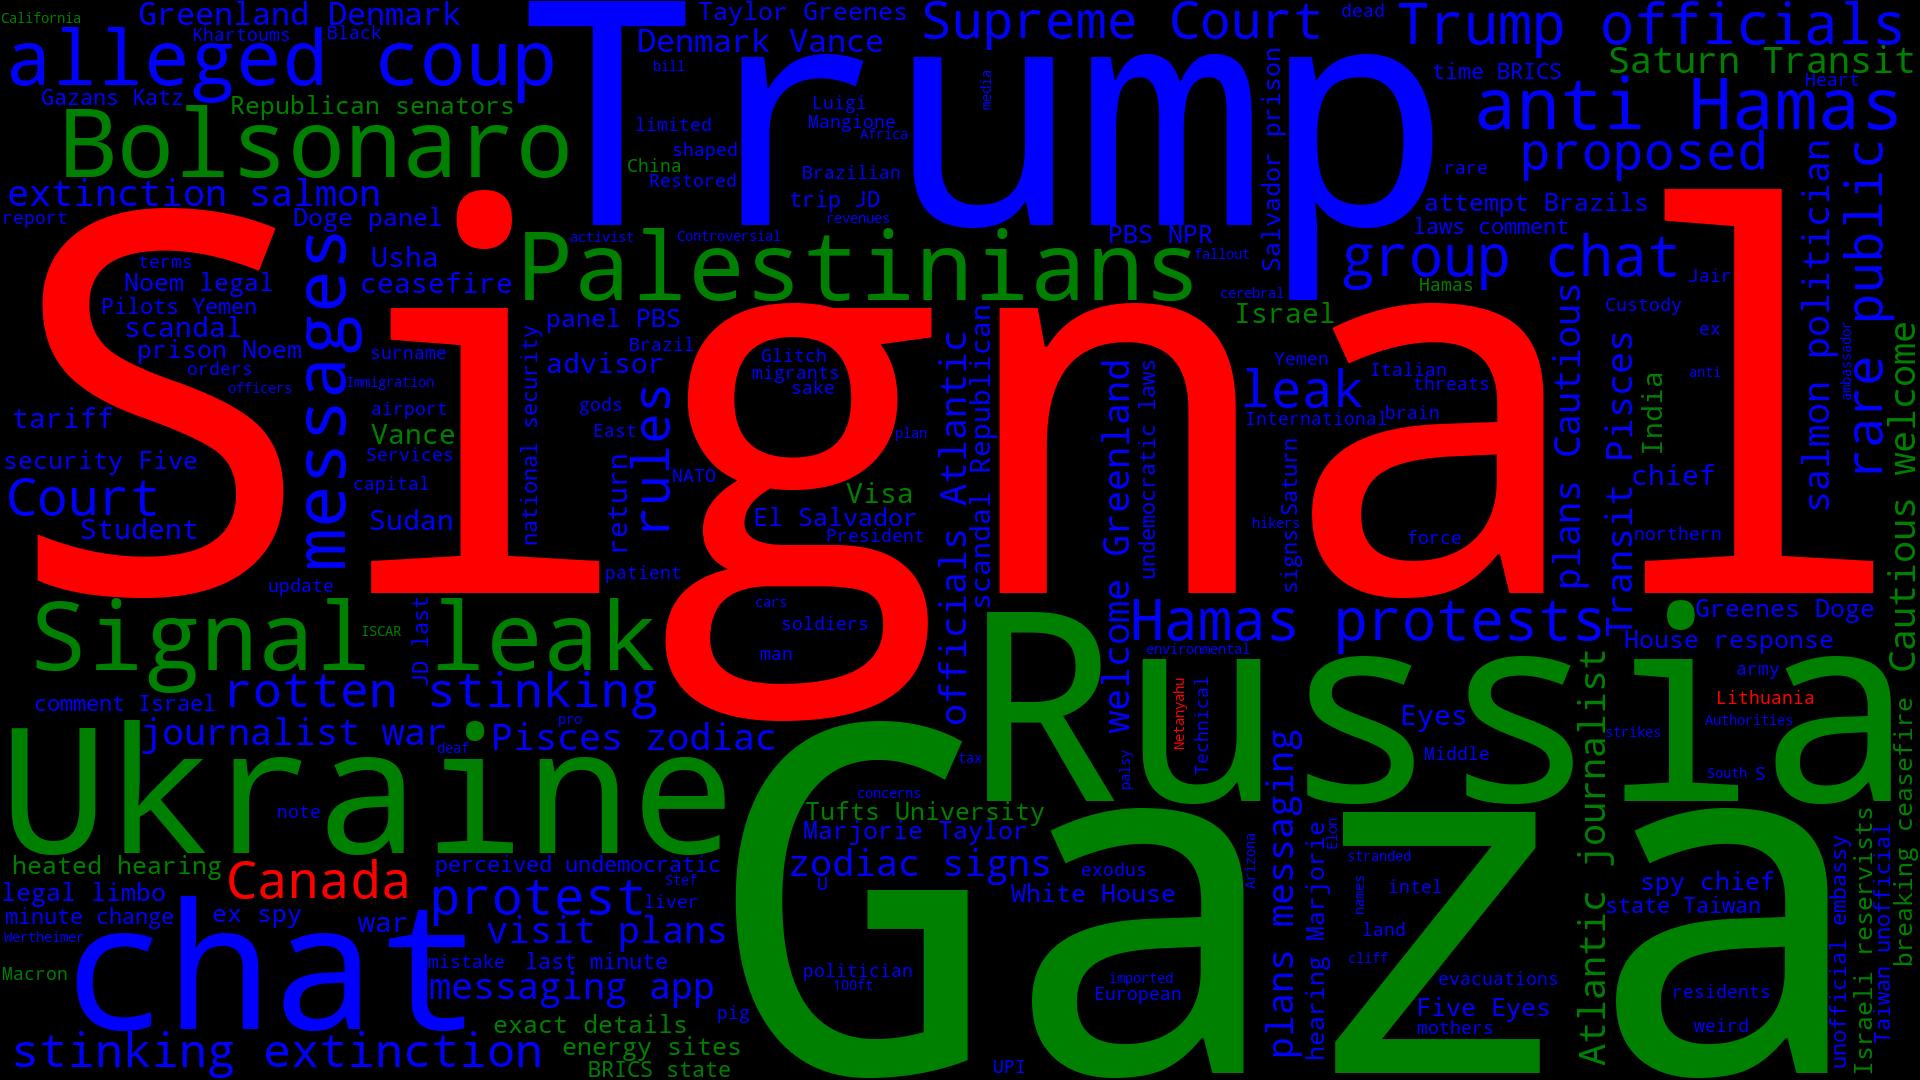 California
Greenland Denmark
Khartoums
Black
Taylor Greenes
Supreme Court
dead
Trump officials
alleged coup
Trump
Denmark Vance
bill
time BRICS
Saturn Transit
Heart
Gazans Katz
Republican senators
Luigi
Mangione
media
Africa
anti Hamas
Bolsonaro
limited
shaped
China
Restored
Brazilian
trip JD
revenues
Salvador prison
rare
proposed
extinction salmon
report
Doge panel
attempt Brazils
laws comment
salmon politician
rare public
Signal
terms
Noem legal
Pilots Yemen
scandal
prison Noem
orders
officers
messages
Usha
ceasefire
activist
Controversial
Palestinians
PBS NPR
fallout
cerebral
Israel
group chat
Hamas
Jair
Custody
ex
anti
ambassador
surname
Immigration
airport
Vance
Services
capital
Sudan
national security
panel PBS
Brazil
advisor
gods
East
return
rules
NATO
patient
Glitch
migrants
sake
plan
Visa
El Salvador
President
officials Atlantic
scandal Republican
welcome Greenland
undemocratic laws
Yemen
leak
Italian
threats
International
brain
Saturn
hikers
signs
force
plans Cautious
Transit Pisces
India
chief
northern
Cautious welcome
tariff
security Five
Court
Student
update
Signal leak
ISCAR
JD last
cars
soldiers
man
Hamas protests
environmental
Greenes Doge
House response
army
Lithuania
Authorities
strikes
South S
Russia
Netanyahu
Technical
palsy
Eyes
Middle
comment Israel
rotten stinking
journalist war
deaf
pro
Pisces zodiac
tax
Ukraine
note
concerns
Tufts University
Marjorie Taylor
zodiac signs
U
exodus
White House
Arizona
plans messaging
hearing Marjorie
Elon
stranded
names
intel
land
cliff
Atlantic journalist
spy chief
state Taiwan
unofficial embassy
Israeli reservists
Taiwan unofficial
breaking ceasefire
heated hearing
Canada
perceived undemocratic
Stef
legal limbo
minute change
Wertheimer
ex spy
war
protest
liver
visit plans
chat
Macron
mistake
last minute
messaging app
pig
Gaza
politician
100ft
imported
European
evacuations
Five Eyes
mothers
residents
weird
stinking extinction
exact details
energy sites
BRICS state
UPI